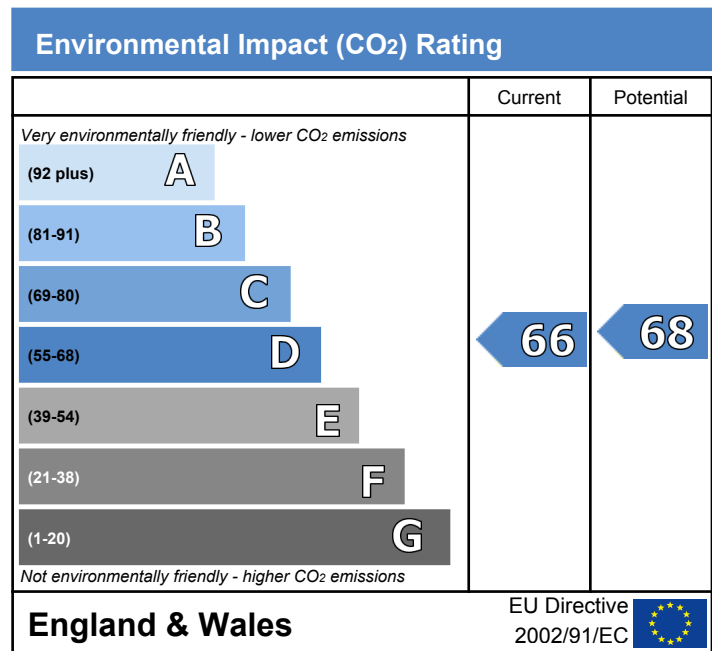 Environmental Impact (CO₂) Rating
Current Potential
Very environmentally friendly - lower CO₂ emissions
(92 plus) A
(81-91) B
(69-80) C
(55-68) D
66 68
(39-54) E
(21-38) F
(1-20) G
Not environmentally friendly - higher CO₂ emissions
England & Wales
EU Directive
2002/91/EC